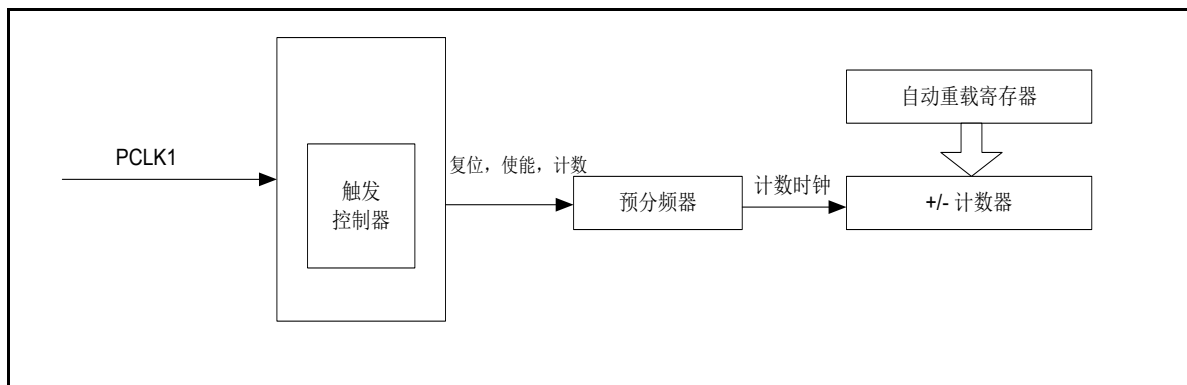 PCLK1
触发
控制器
复位，使能，计数
预分频器
计数时钟
自动重载寄存器
+/- 计数器